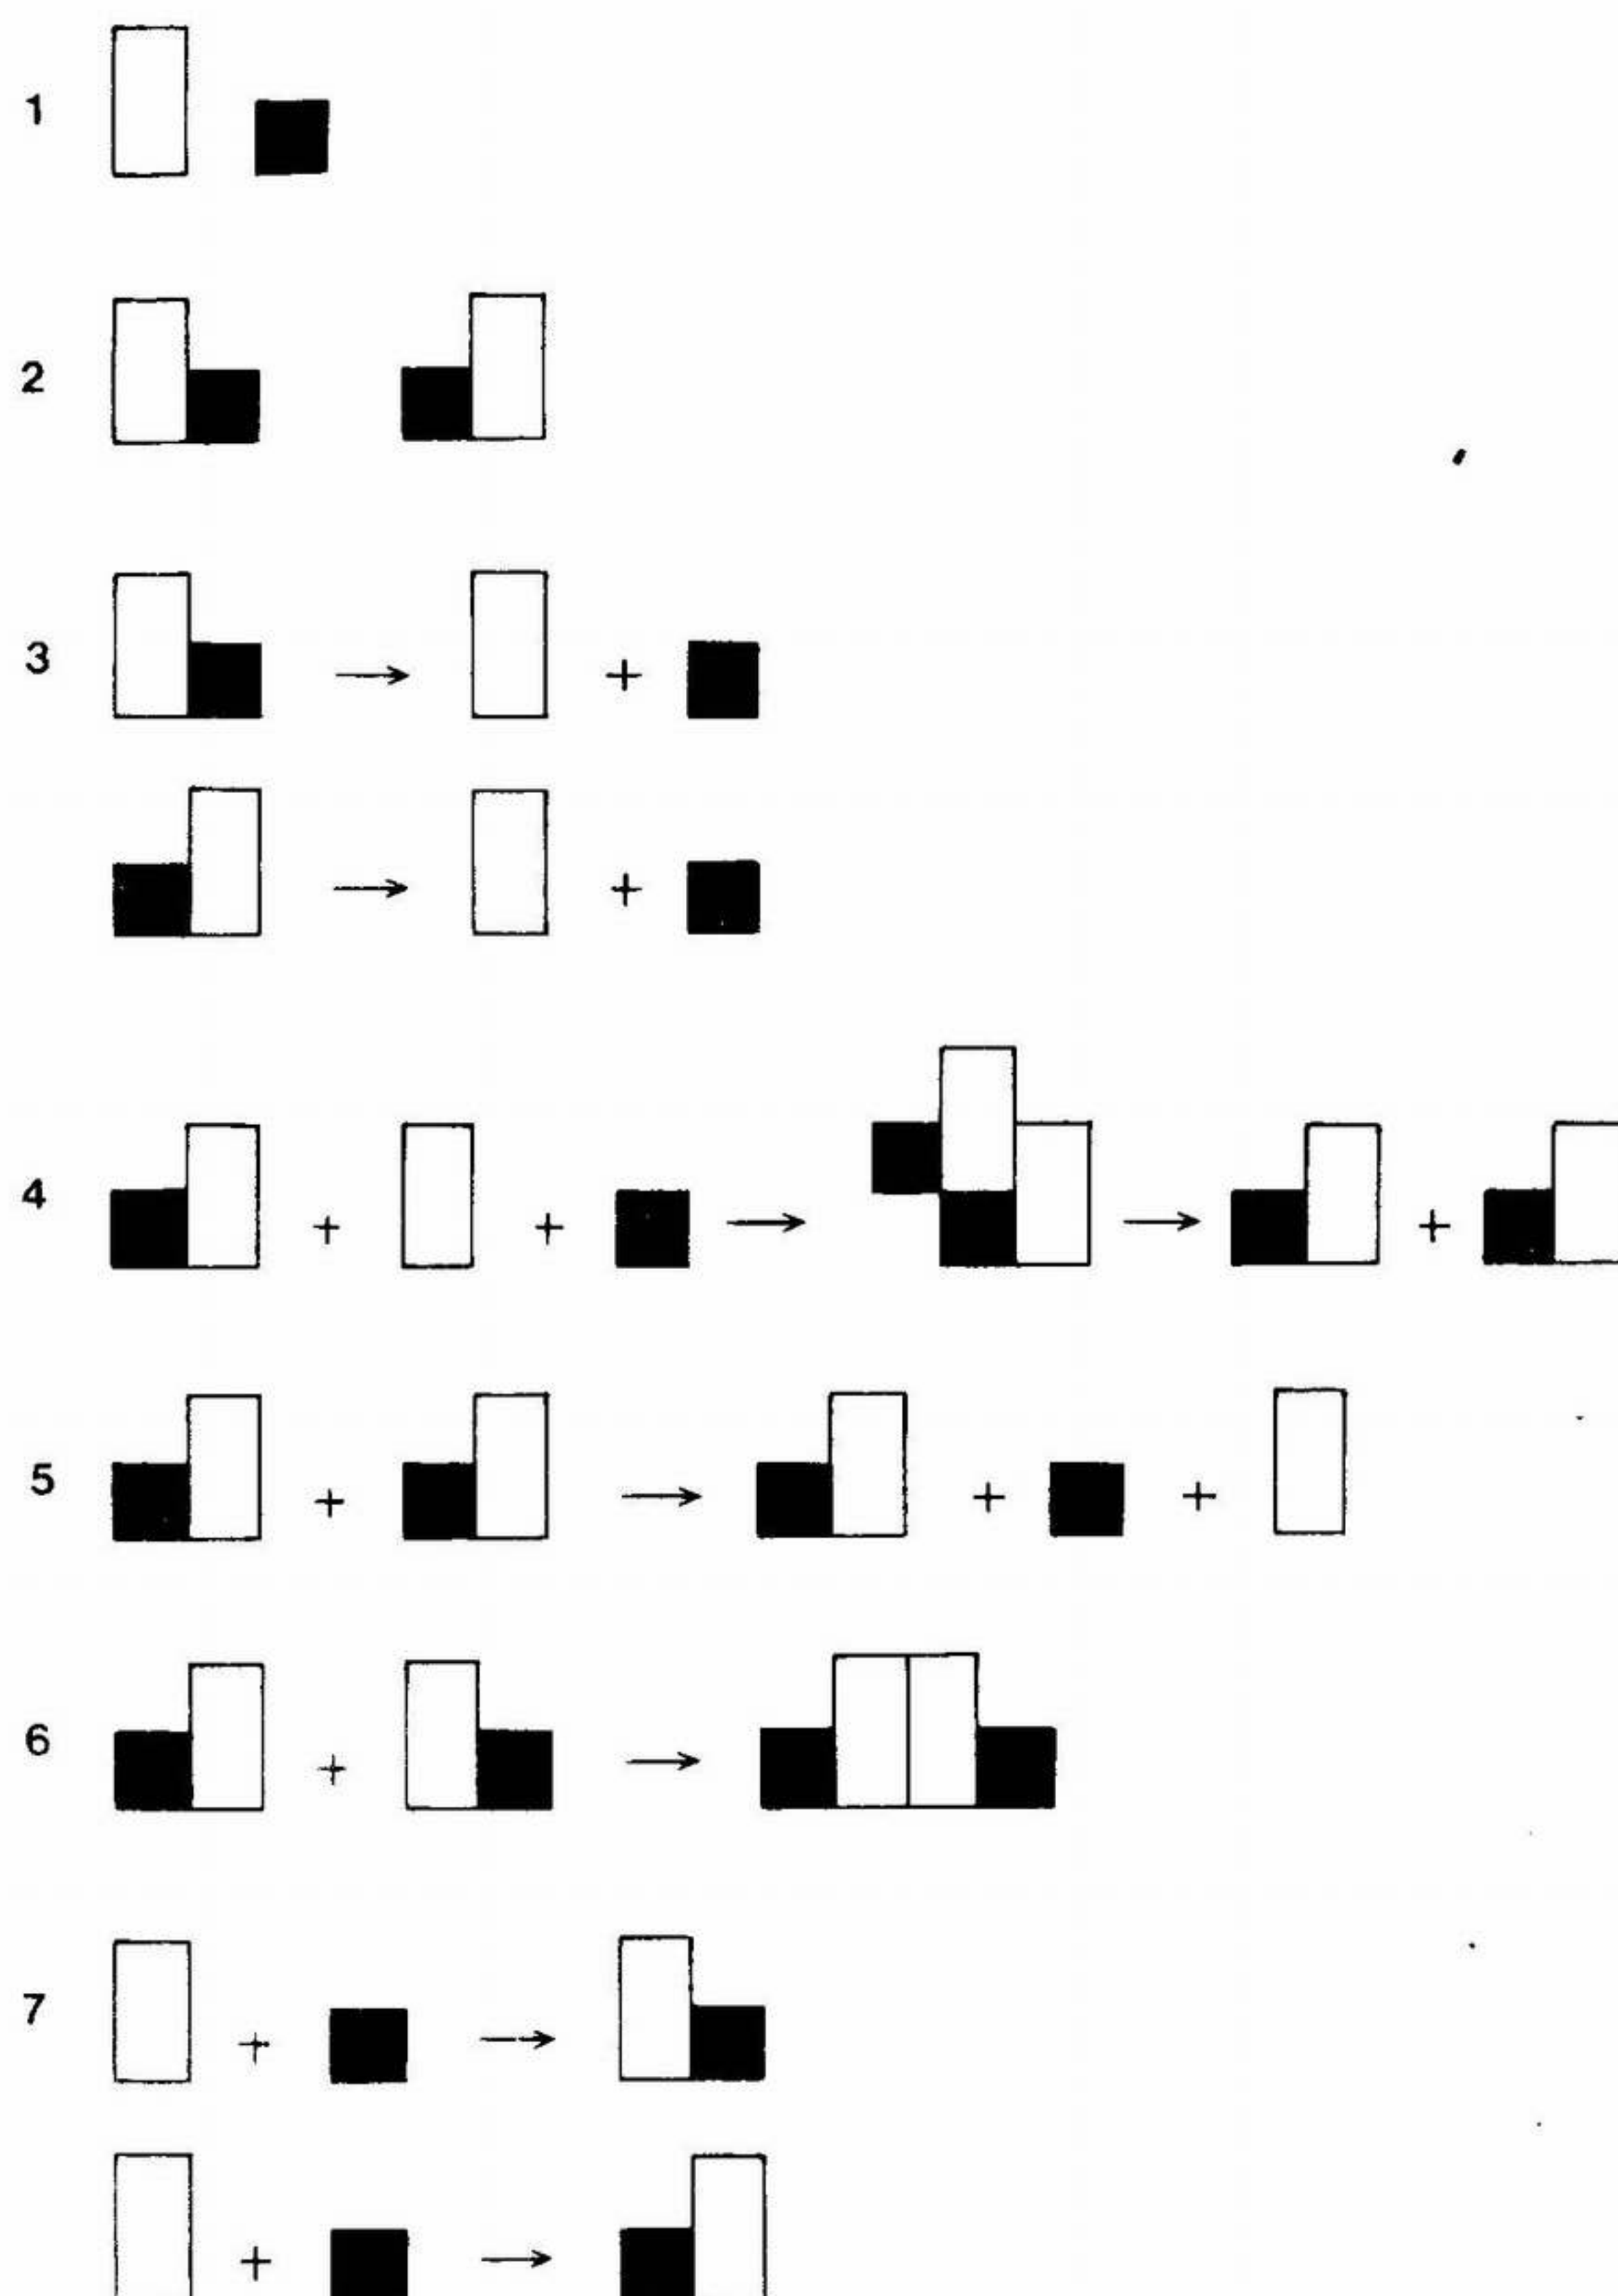 1
2
3 → +
→ +
4 + + → → +
5 + → + +
6 + →
7 + →
+ →